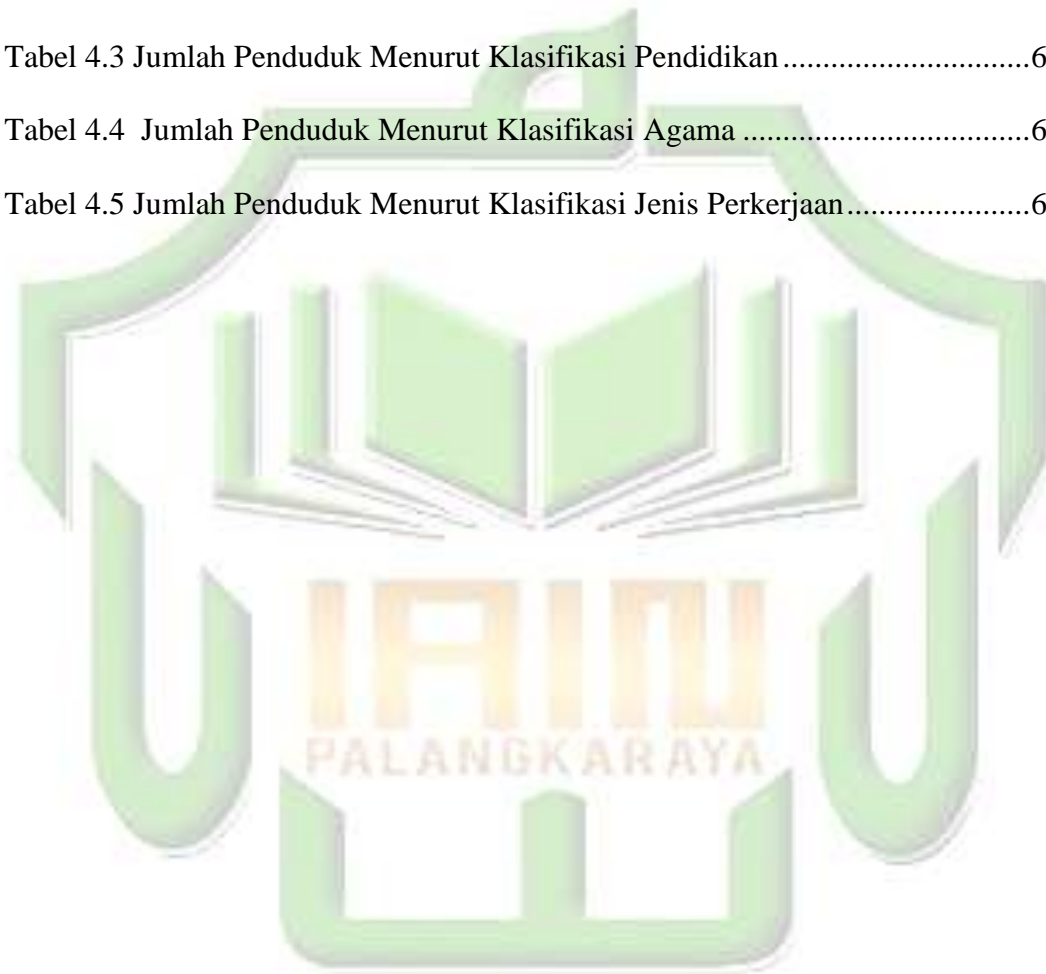 Tabel 4.3 Jumlah Penduduk Menurut Klasifikasi Pendidikan ............................6
Tabel 4.4  Jumlah Penduduk Menurut Klasifikasi Agama .................................6
Tabel 4.5 Jumlah Penduduk Menurut Klasifikasi Jenis Perkerjaan.....................6
IAIN
PALANGKARAYA